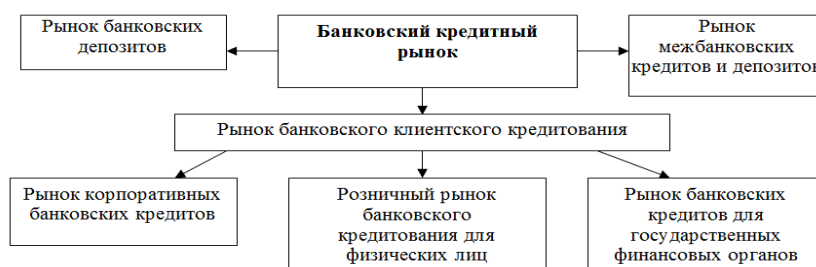 Рынок банковских
депозитов
Банковский кредитный
рынок
Рынок
межбанковских
кредитов и депозитов
Рынок банковского клиентского кредитования
Рынок корпоративных
банковских кредитов
Розничный рынок
банковского
кредитования для
физических лиц
Рынок банковских
кредитов для
государственных
финансовых органов